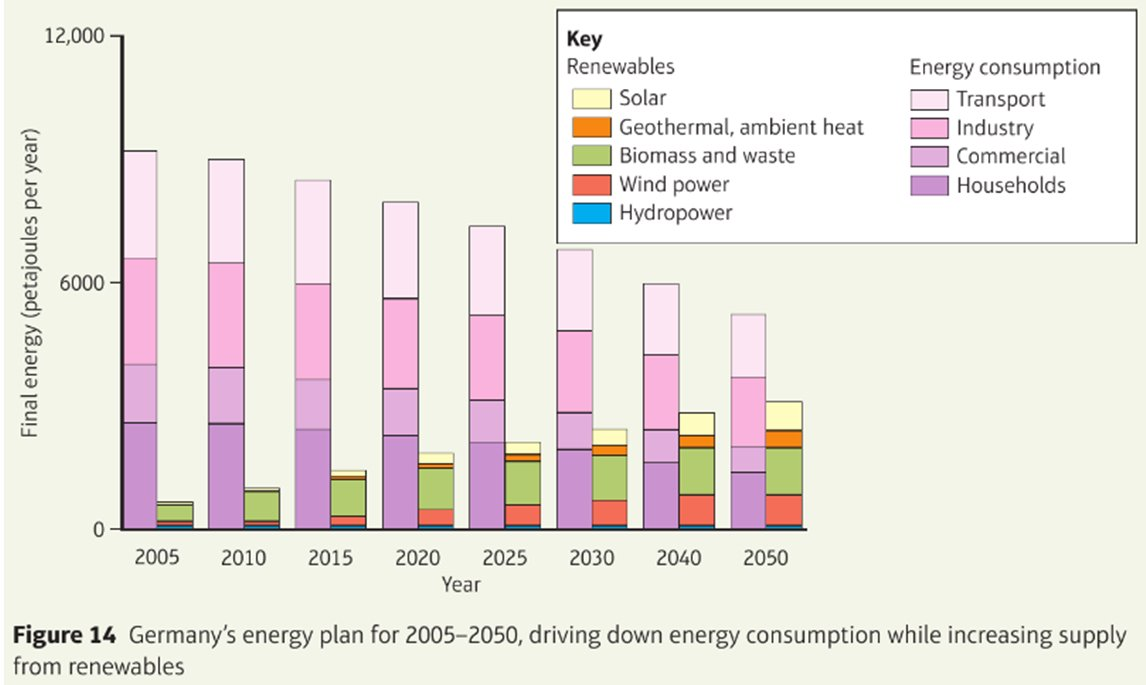 12,000
6000
0
Final energy (petajoules per year)
Key
Renewables
Solar
Geothermal, ambient heat
Biomass and waste
Wind power
Hydropower
Energy consumption
Transport
Industry
Commercial
Households
2005 2010 2015 2020 2025 2030 2040 2050
Year
Figure 14 Germany’s energy plan for 2005–2050, driving down energy consumption while increasing supply
from renewables